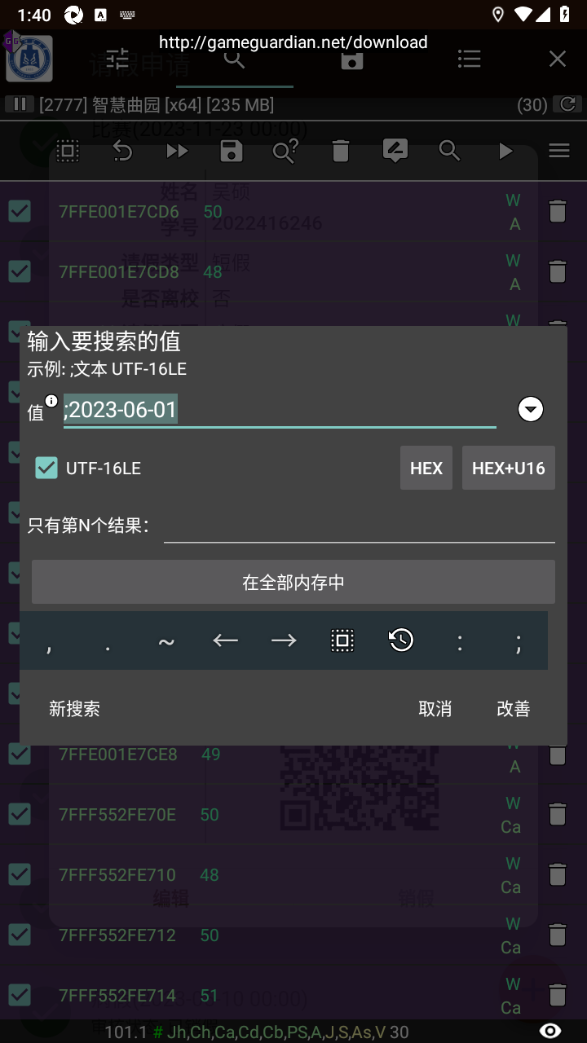 1:40
http://gameguardian.net/download
请假申请
[2777] 智慧曲园 [x64] [235 MB] (30)
比赛(2023-11-23 00:00)
姓名 吴硕
7FFE001E7CD6 50 W
学号 2022416246 A
请假类型 短假
7FFE001E7CD8 48 W
A
是否离校 否
W
输入要搜索的值
示例: ;文本 UTF-16LE
值 ;2023-06-01
UTF-16LE HEX HEX+U16
只有第N个结果:
在全部内存中
, . ~ ← → : ;
新搜索 取消 改善
7FFE001E7CE8 49 W
A
7FFF552FE70E 50 W
Ca
7FFF552FE710 48 W
Ca
编辑 销假
7FFF552FE712 50 W
Ca
7FFF552FE714 51 W
Ca
101.1 # Jh,Ch,Ca,Cd,Cb,PS,A,J,S,As,V 30